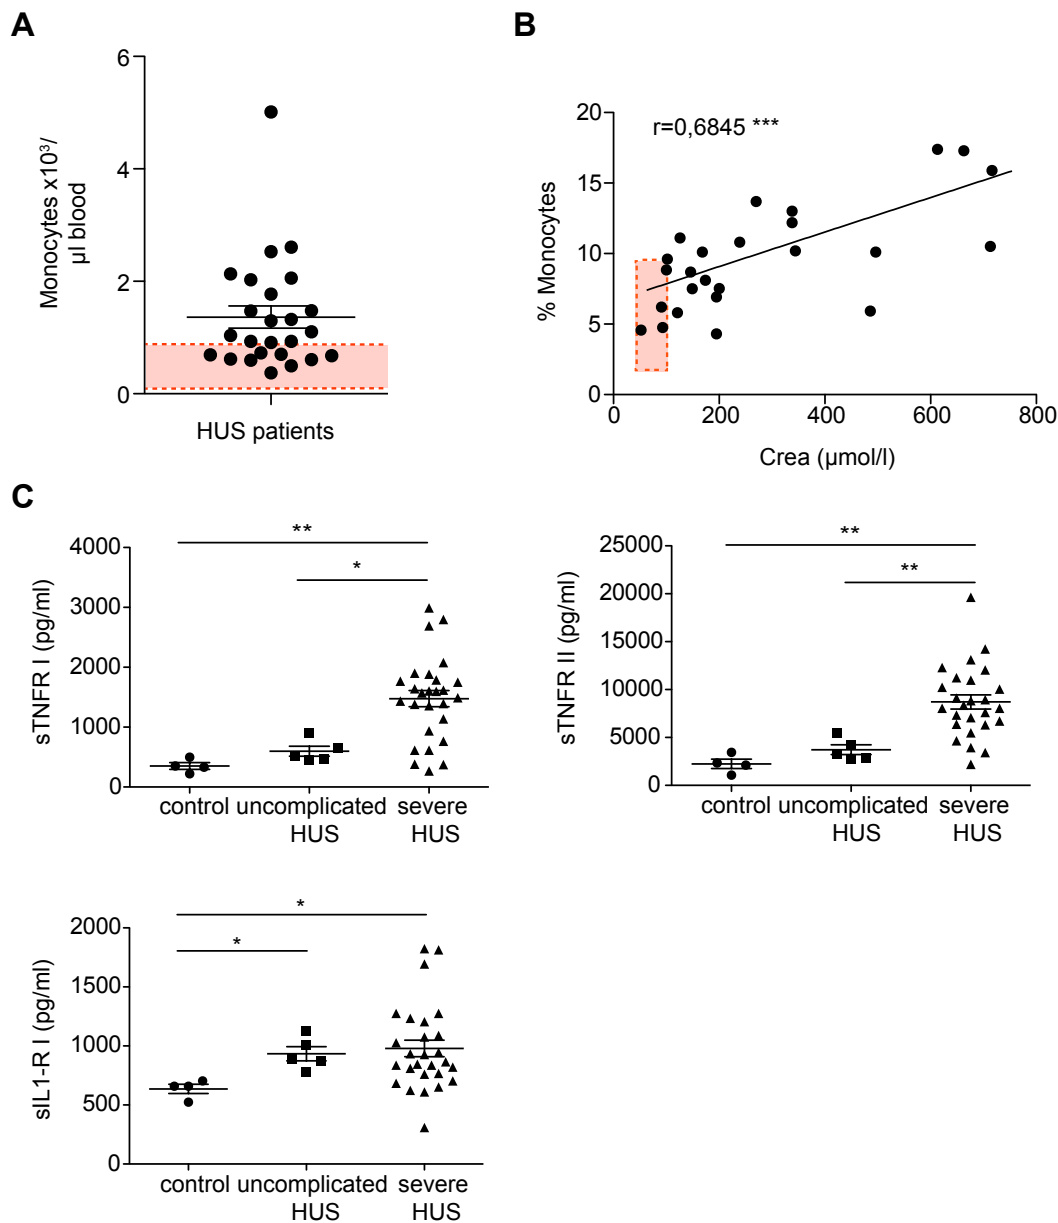 A
B
6
4
2
0
Monocytes x10³/
µl blood
HUS patients
20
15
10
5
0
% Monocytes
r=0,6845 ***
0
200
400
600
800
Crea (µmol/l)
C
4000
3000
2000
1000
0
sTNFR I (pg/ml)
**
*
control
uncomplicated
HUS
severe
HUS
25000
20000
15000
10000
5000
0
sTNFR II (pg/ml)
**
**
control
uncomplicated
HUS
severe
HUS
2000
1500
1000
500
0
sIL1-R I (pg/ml)
*
*
control
uncomplicated
HUS
severe
HUS